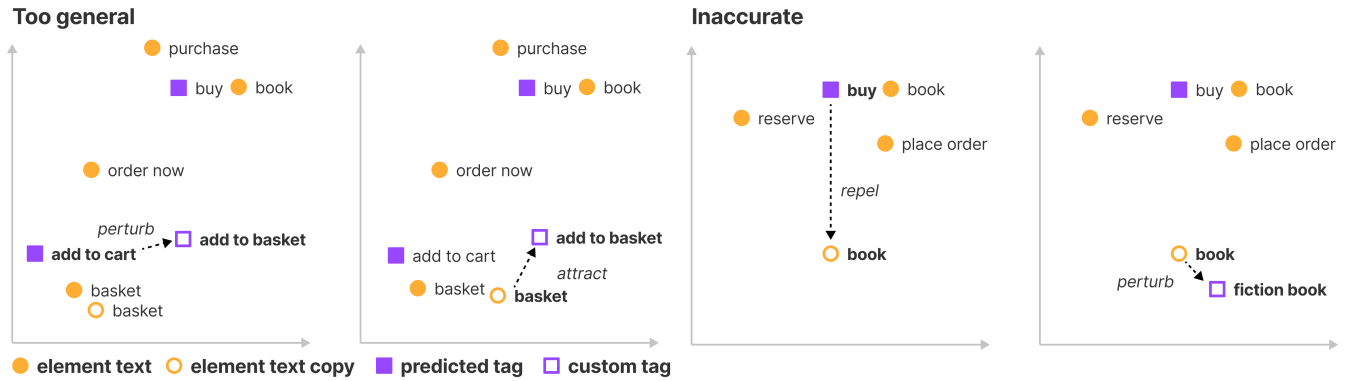 Too general
purchase
buy
book
order now
perturb
add to cart
add to basket
basket
basket
purchase
buy
book
order now
add to basket
add to cart
attract
basket
basket
Inaccurate
buy
book
reserve
place order
repel
book
buy
book
reserve
place order
book
perturb
fiction book
element text
element text copy
predicted tag
custom tag